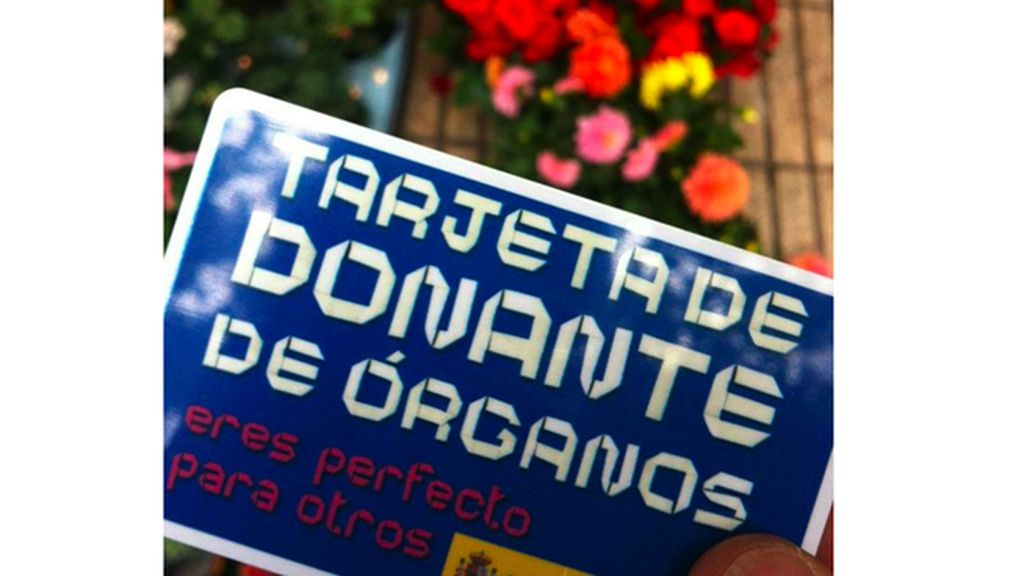 TARJETA DE
DONANTE
DE ÓRGANOS
eres perfecto
para otros